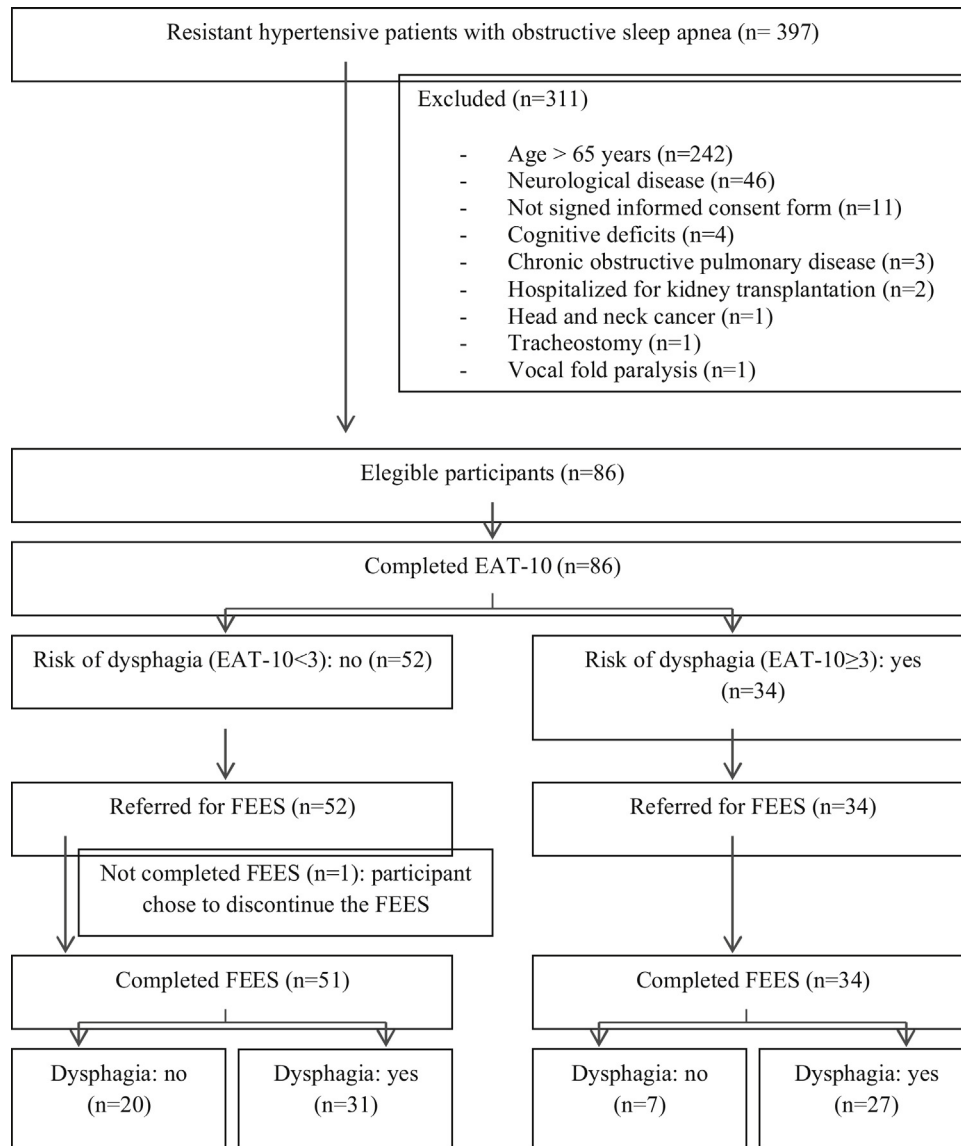 Resistant hypertensive patients with obstructive sleep apnea (n= 397)
Excluded (n=311)
- Age > 65 years (n=242)
- Neurological disease (n=46)
- Not signed informed consent form (n=11)
- Cognitive deficits (n=4)
- Chronic obstructive pulmonary disease (n=3)
- Hospitalized for kidney transplantation (n=2)
- Head and neck cancer (n=1)
- Tracheostomy (n=1)
- Vocal fold paralysis (n=1)
Elegible participants (n=86)
Completed EAT-10 (n=86)
Risk of dysphagia (EAT-10<3): no (n=52)
Risk of dysphagia (EAT-10≥3): yes
(n=34)
Referred for FEES (n=52)
Referred for FEES (n=34)
Not completed FEES (n=1): participant
chose to discontinue the FEES
Completed FEES (n=51)
Completed FEES (n=34)
Dysphagia: no
(n=20)
Dysphagia: yes
(n=31)
Dysphagia: no
(n=7)
Dysphagia: yes
(n=27)